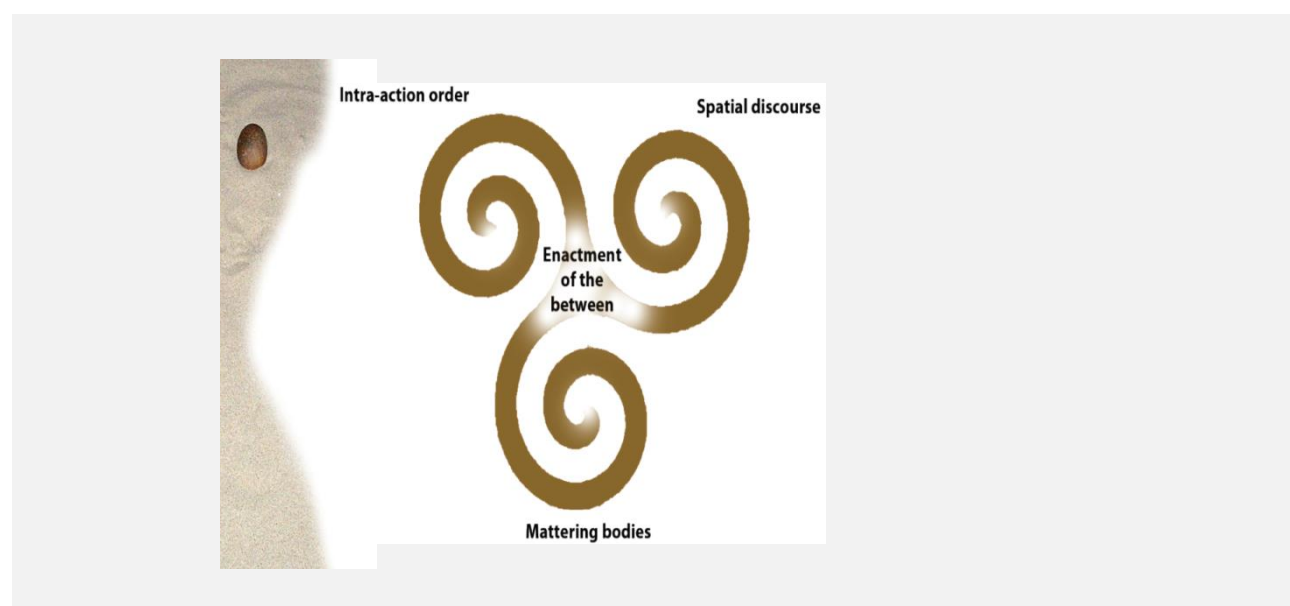 Intra-action order
Spatial discourse
Enactment
of the
between
Mattering bodies